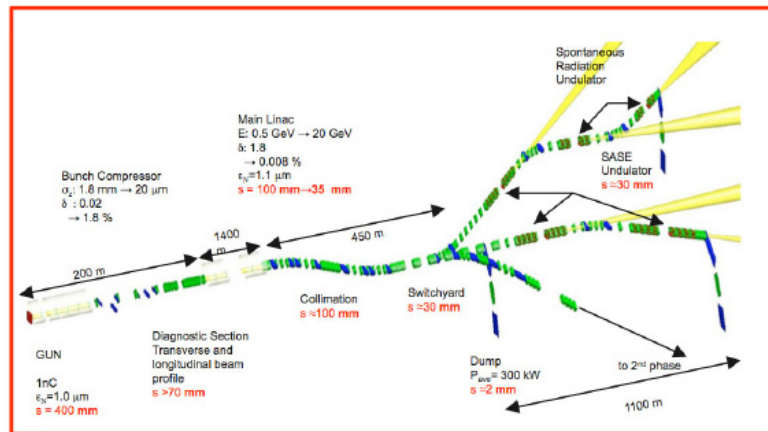 Spontaneous
Radiation
Undulator
Main Linac
E: 0.5 GeV → 20 GeV
δ: 1.8
→ 0.008 %
εN=1.1 μm
s = 100 mm→35 mm
SASE
Undulator
s ≈30 mm
Bunch Compressor
σz: 1.8 mm → 20 μm
δ : 0.02
→ 1.8 %
200 m
1400
m
450 m
Collimation
s ≈100 mm
Switchyard
s ≈30 mm
GUN
1nC
εN=1.0 μm
s = 400 mm
Diagnostic Section
Transverse and
longitudinal beam
profile
s >70 mm
Dump
Pave= 300 kW
s =2 mm
to 2nd phase
1100 m